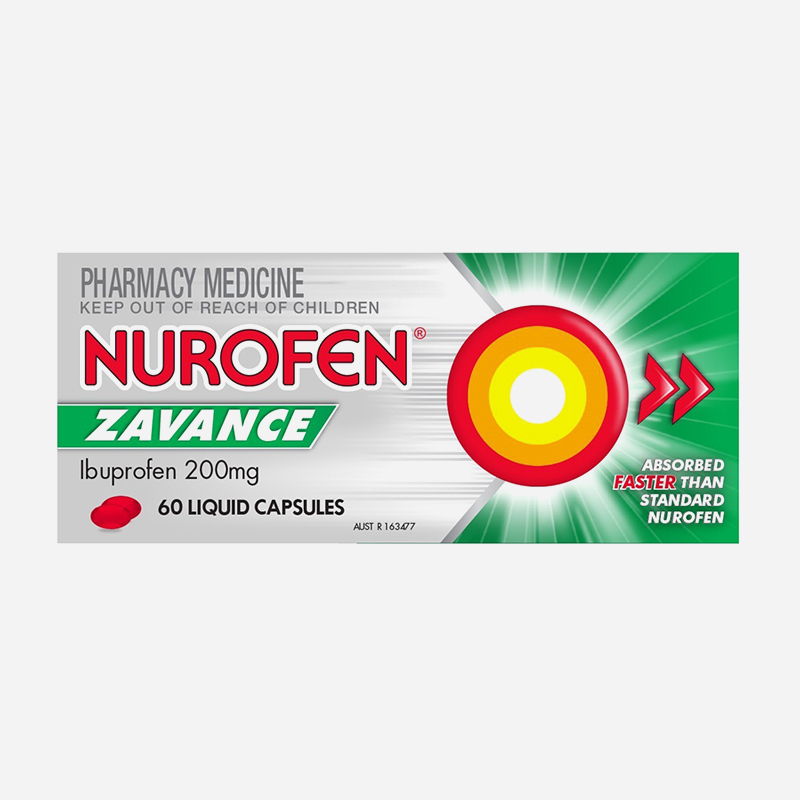 PHARMACY MEDICINE
KEEP OUT OF REACH OF CHILDREN
NUROFEN®
ZAVANCE
Ibuprofen 200mg
60 LIQUID CAPSULES
AUST R 163477
ABSORBED
FASTER THAN
STANDARD
NUROFEN